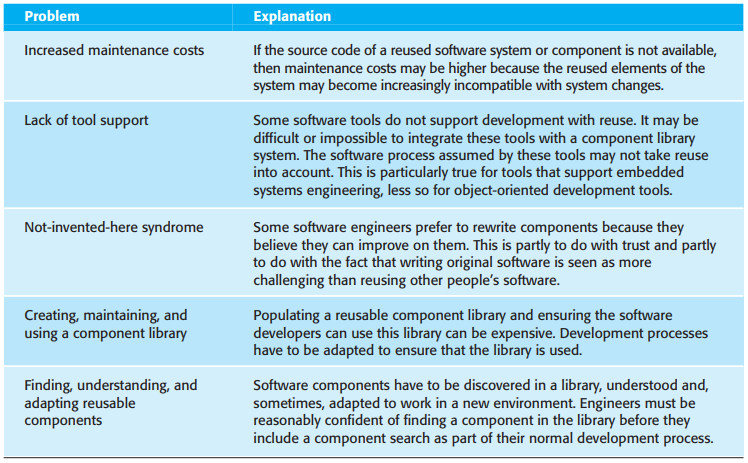 Problem Explanation
Increased maintenance costs If the source code of a reused software system or component is not available,
then maintenance costs may be higher because the reused elements of the
system may become increasingly incompatible with system changes.
Lack of tool support Some software tools do not support development with reuse. It may be
difficult or impossible to integrate these tools with a component library
system. The software process assumed by these tools may not take reuse
into account. This is particularly true for tools that support embedded
systems engineering, less so for object-oriented development tools.
Not-invented-here syndrome Some software engineers prefer to rewrite components because they
believe they can improve on them. This is partly to do with trust and partly
to do with the fact that writing original software is seen as more
challenging than reusing other people's software.
Creating, maintaining, and Populating a reusable component library and ensuring the software
using a component library developers can use this library can be expensive. Development processes
have to be adapted to ensure that the library is used.
Finding, understanding, and Software components have to be discovered in a library, understood and,
adapting reusable sometimes, adapted to work in a new environment. Engineers must be
components reasonably confident of finding a component in the library before they
include a component search as part of their normal development process.